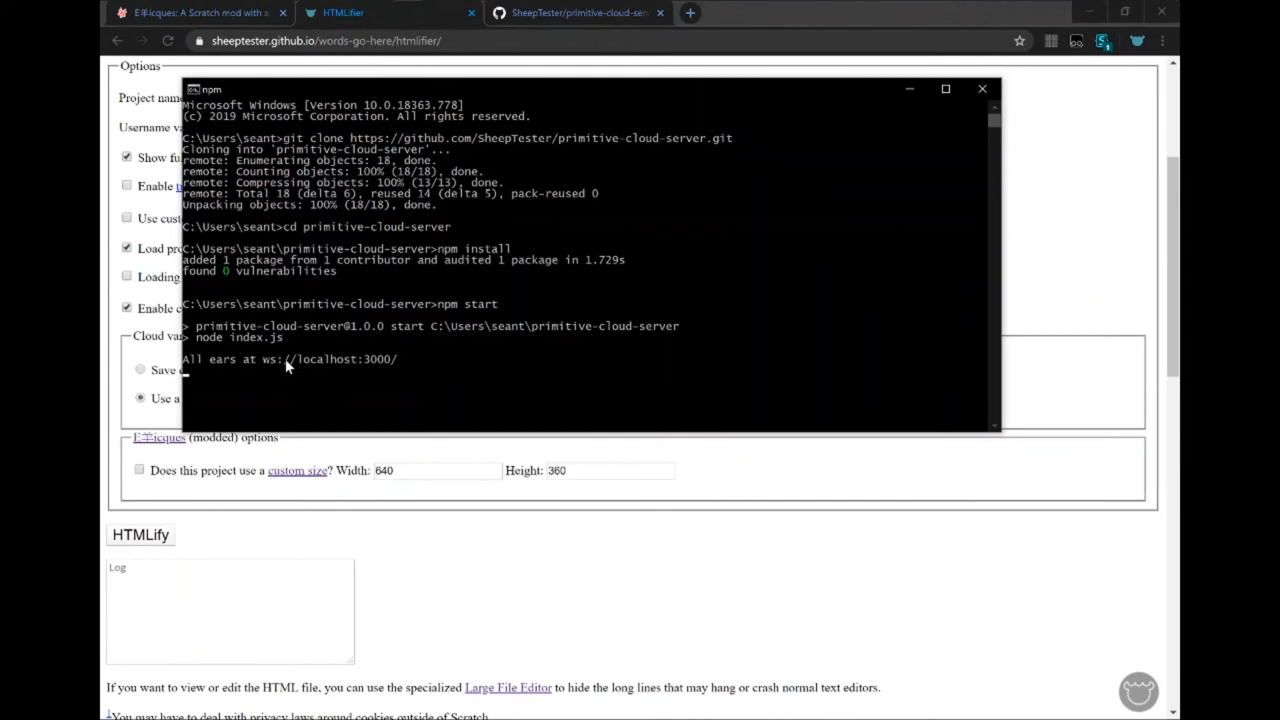 E羊icques: A Scratch mod with a
HTMLifier
SheepTester/primitive-cloud-serv
sheeptester.github.io/words-go-here/htmlifier/
Options
Project nam
Username va
Show fu
Enable t
Use cust
Load pro
Loading
Enable c
Cloud va
Save c
Use a
npm
Microsoft Windows [Version 10.0.18363.778]
(c) 2019 Microsoft Corporation. All rights reserved.
C:\Users\seant>git clone https://github.com/SheepTester/primitive-cloud-server.git
Cloning into 'primitive-cloud-server'...
remote: Enumerating objects: 18, done.
remote: Counting objects: 100% (18/18), done.
remote: Compressing objects: 100% (13/13), done.
remote: Total 18 (delta 6), reused 14 (delta 5), pack-reused 0
Unpacking objects: 100% (18/18), done.
C:\Users\seant>cd primitive-cloud-server
C:\Users\seant\primitive-cloud-server>npm install
added 1 package from 1 contributor and audited 1 package in 1.729s
found 0 vulnerabilities
C:\Users\seant\primitive-cloud-server>npm start
> primitive-cloud-server@1.0.0 start C:\Users\seant\primitive-cloud-server
> node index.js
All ears at ws://localhost:3000/
E羊icques (modded) options
Does this project use a custom size? Width: 640 Height: 360
HTMLify
Log
If you want to view or edit the HTML file, you can use the specialized Large File Editor to hide the long lines that may hang or crash normal text editors.
1You may have to deal with privacy laws around cookies outside of Scratch